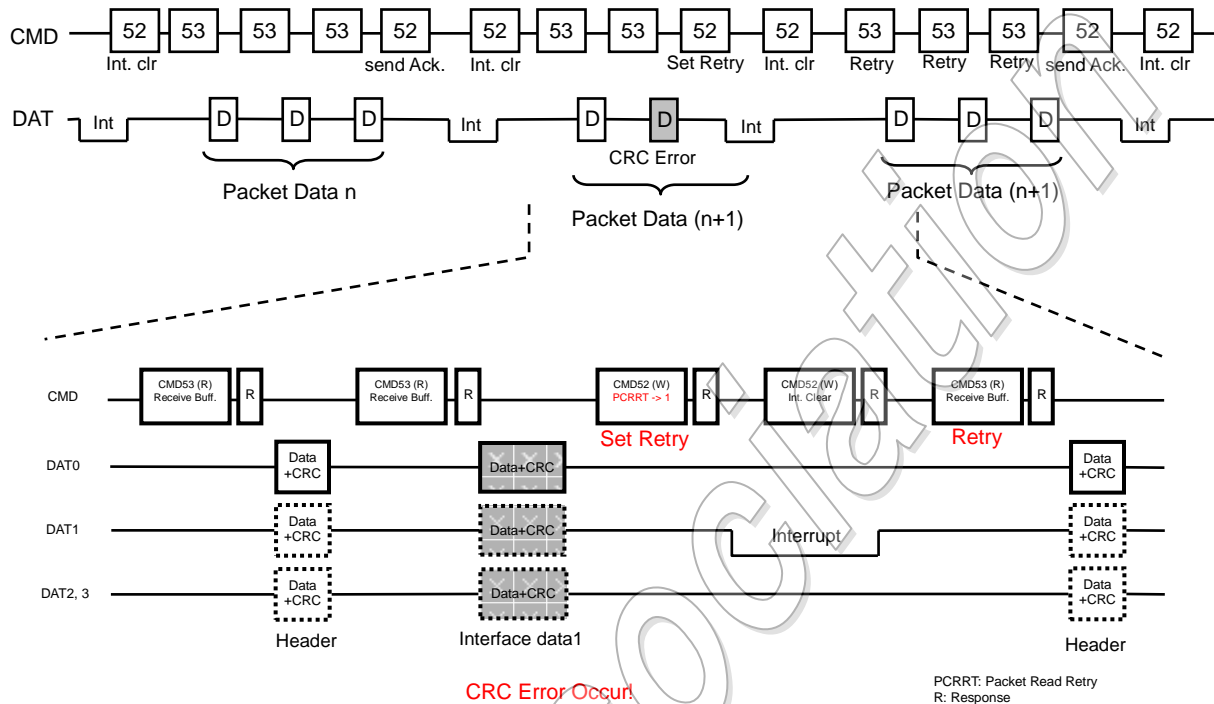 CMD 52 53 53 53 52 52 53 53 52 52 53 53 53 52 52
Int. clr send Ack. Int. clr Set Retry Int. clr Retry Retry Retry send Ack. Int. clr
DAT Int D D D Int D D Int D D D Int
CRC Error
Packet Data n
Packet Data (n+1)
Packet Data (n+1)
CMD
CMD53 (R)
Receive Buff.
R
CMD53 (R)
Receive Buff.
R
CMD52 (W)
PCRRT -> 1
R
CMD52 (W)
Int. Clear
R
CMD53 (R)
Receive Buff.
R
Set Retry
Retry
DAT0
Data
+CRC
Data+CRC
Data
+CRC
DAT1
Data
+CRC
Data+CRC
Interrupt
Data
+CRC
DAT2, 3
Data
+CRC
Data+CRC
Data
+CRC
Header
Interface data1
Header
CRC Error Occur!
PCRRT: Packet Read Retry
R: Response
ociation